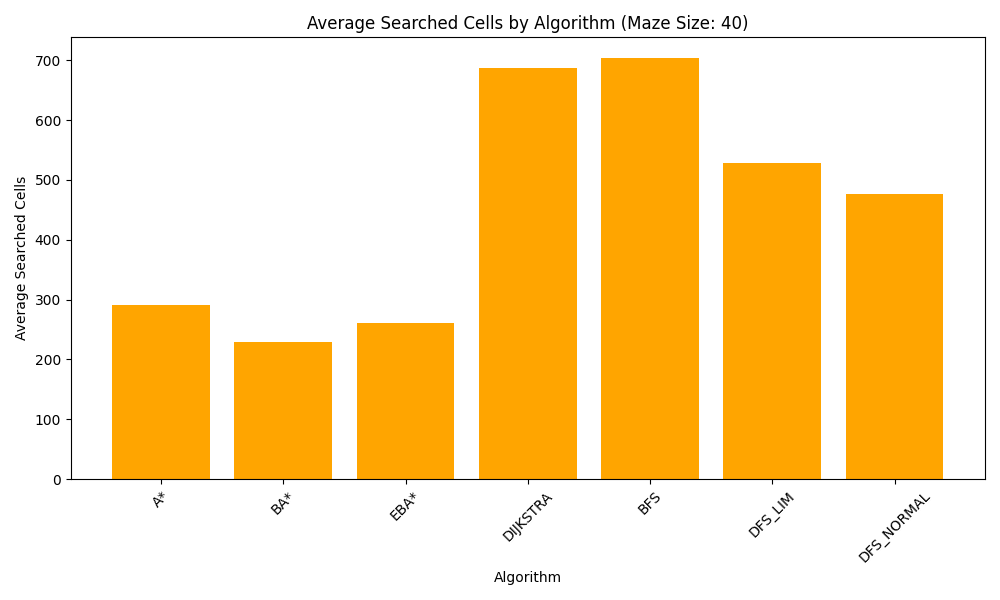 Average Searched Cells by Algorithm (Maze Size: 40)
Average Searched Cells
700
600
500
400
300
200
100
0
A*
BA*
EBA*
DIJKSTRA
BFS
DFS_LIM
DFS_NORMAL
Algorithm